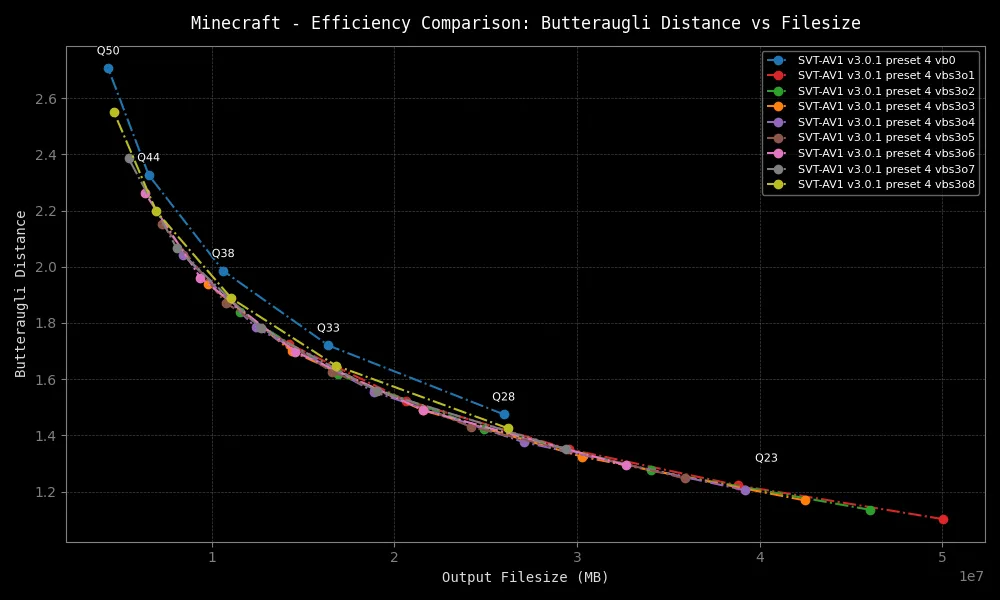 Minecraft - Efficiency Comparison: Butteraugli Distance vs Filesize
Q50
Q44
Q38
Q33
Q28
Q23
SVT-AV1 v3.0.1 preset 4 vb0
SVT-AV1 v3.0.1 preset 4 vbs3o1
SVT-AV1 v3.0.1 preset 4 vbs3o2
SVT-AV1 v3.0.1 preset 4 vbs3o3
SVT-AV1 v3.0.1 preset 4 vbs3o4
SVT-AV1 v3.0.1 preset 4 vbs3o5
SVT-AV1 v3.0.1 preset 4 vbs3o6
SVT-AV1 v3.0.1 preset 4 vbs3o7
SVT-AV1 v3.0.1 preset 4 vbs3o8
Butteraugli Distance
2.6
2.4
2.2
2.0
1.8
1.6
1.4
1.2
1 2 3 4 5
1e7
Output Filesize (MB)